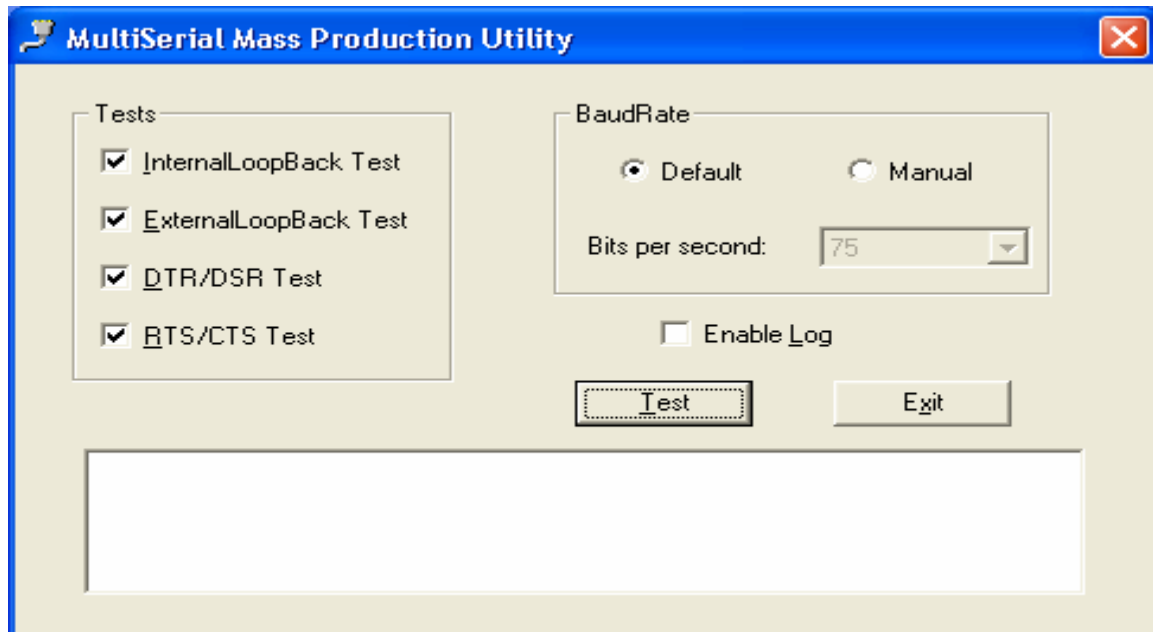 MultiSerial Mass Production Utility
Tests
InternalLoopBack Test
ExternalLoopBack Test
DTR/DSR Test
RTS/CTS Test
BaudRate
Default
Manual
Bits per second:
75
Enable Log
Test
Exit